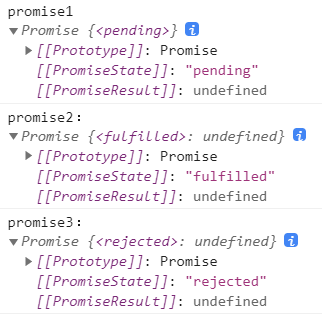 promise1
▼Promise {<pending>} i
▶[[Prototype]]: Promise
[[PromiseState]]: "pending"
[[PromiseResult]]: undefined
promise2:
▼Promise {<fulfilled>: undefined} i
▶[[Prototype]]: Promise
[[PromiseState]]: "fulfilled"
[[PromiseResult]]: undefined
promise3:
▼Promise {<rejected>: undefined} i
▶[[Prototype]]: Promise
[[PromiseState]]: "rejected"
[[PromiseResult]]: undefined